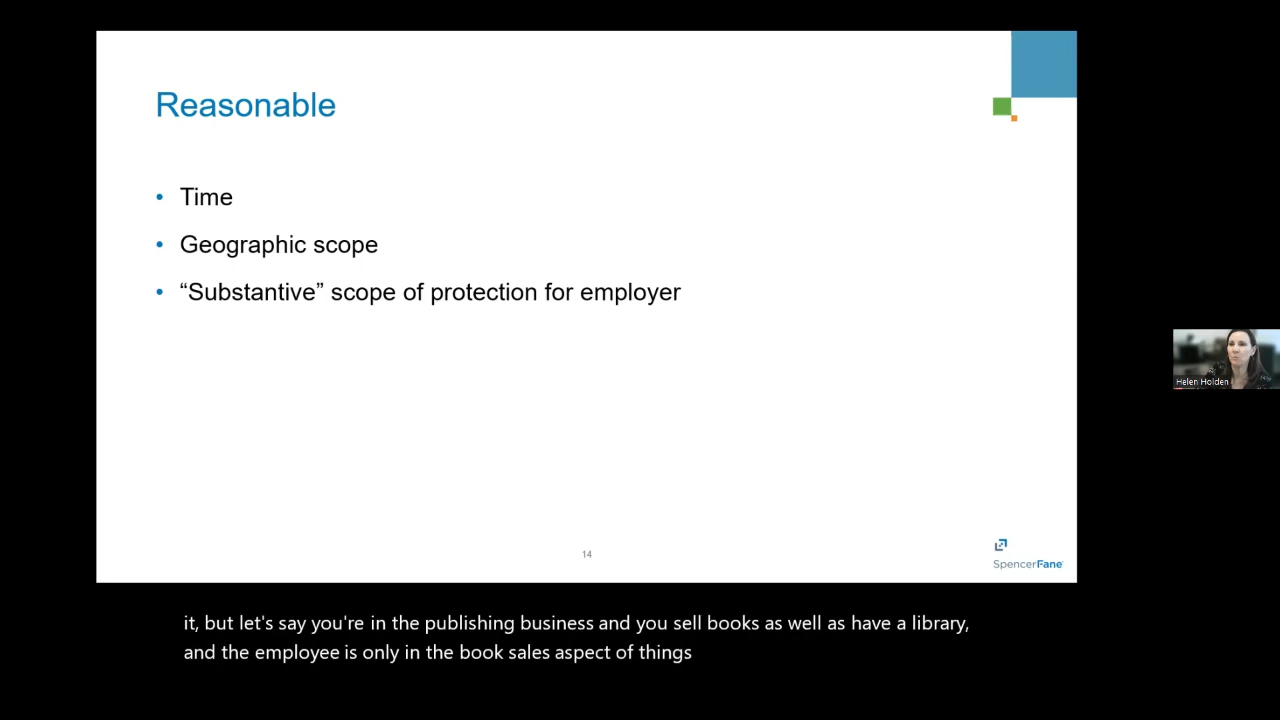 Reasonable
• Time
• Geographic scope
• “Substantive” scope of protection for employer
Helen Holden
14
SpencerFane
it, but let's say you're in the publishing business and you sell books as well as have a library,
and the employee is only in the book sales aspect of things